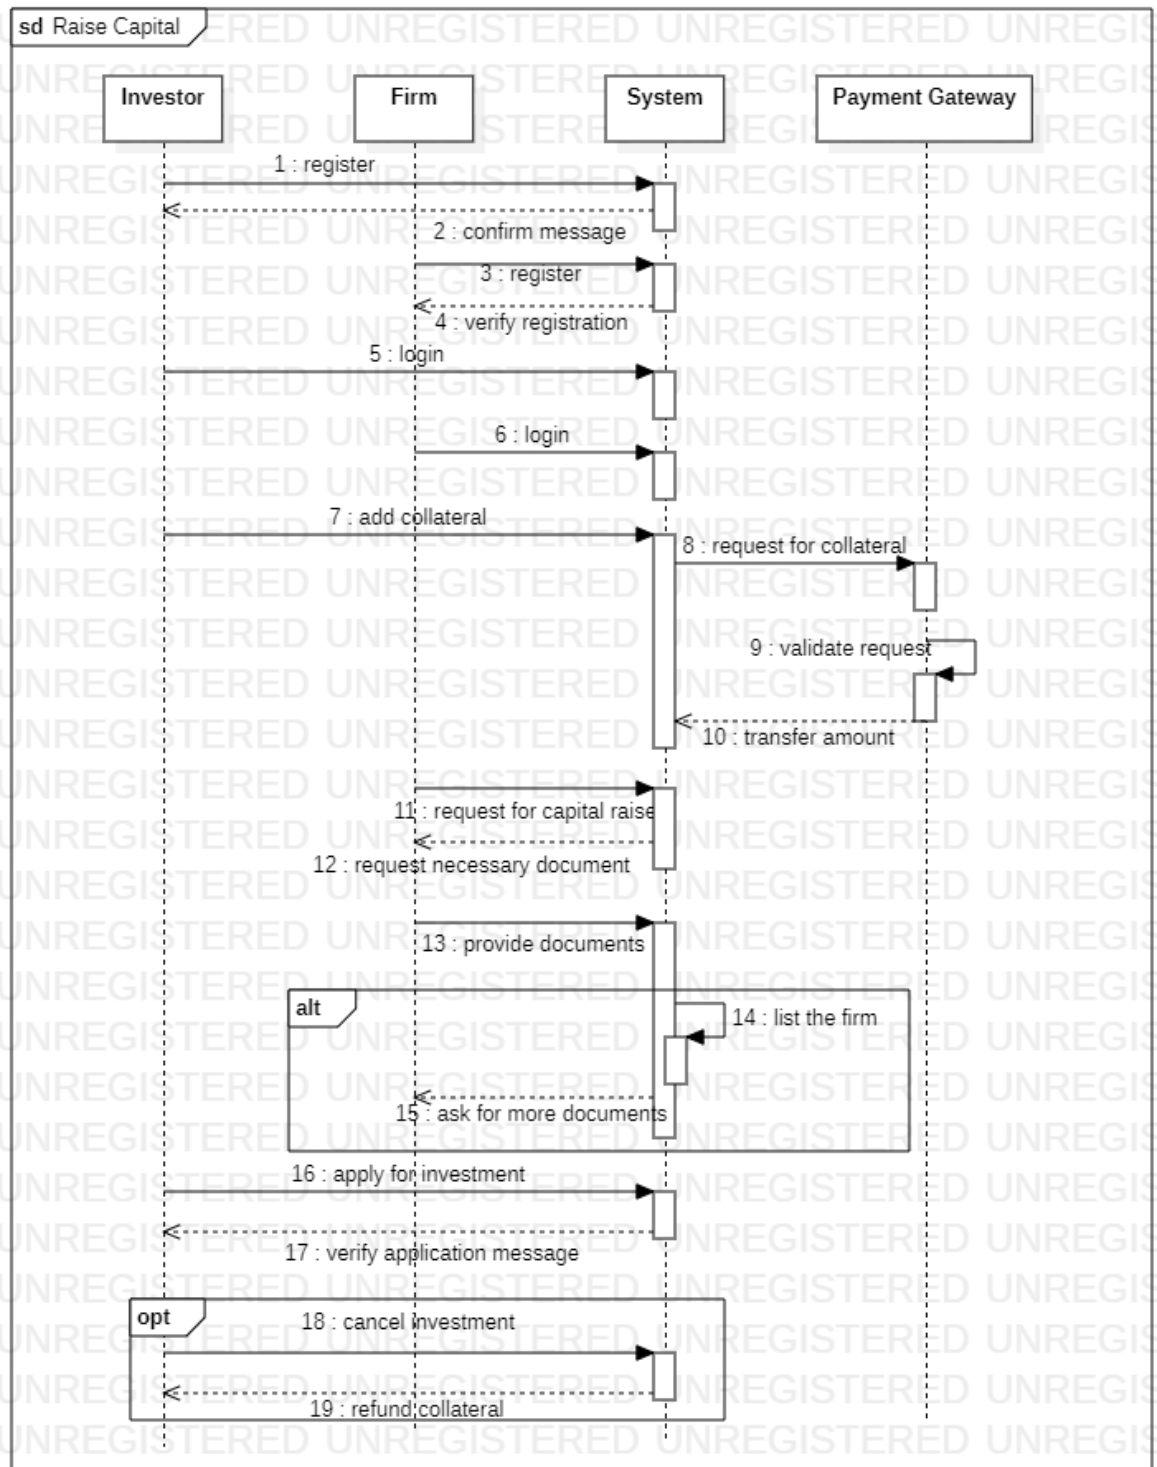 sd Raise Capital
Investor
Firm
System
Payment Gateway
1 : register
2 : confirm message
3 : register
4 : verify registration
5 : login
6 : login
7 : add collateral
8 : request for collateral
9 : validate request
10 : transfer amount
11 : request for capital raise
12 : request necessary document
13 : provide documents
alt
14 : list the firm
15 : ask for more documents
16 : apply for investment
17 : verify application message
opt
18 : cancel investment
19 : refund collateral
UNREGISTERED